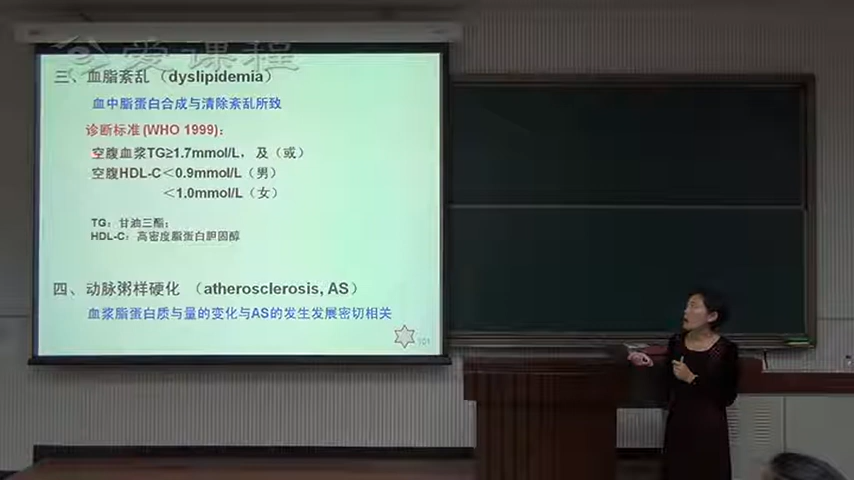 爱课程
三、血脂紊乱（dyslipidemia）
血中脂蛋白合成与清除紊乱所致
诊断标准(WHO 1999):
空腹血浆TG≥1.7mmol/L，及（或）
空腹HDL-C＜0.9mmol/L（男）
＜1.0mmol/L（女）
TG：甘油三酯；
HDL-C：高密度脂蛋白胆固醇
四、动脉粥样硬化 （atherosclerosis, AS）
血浆脂蛋白质与量的变化与AS的发生发展密切相关
101